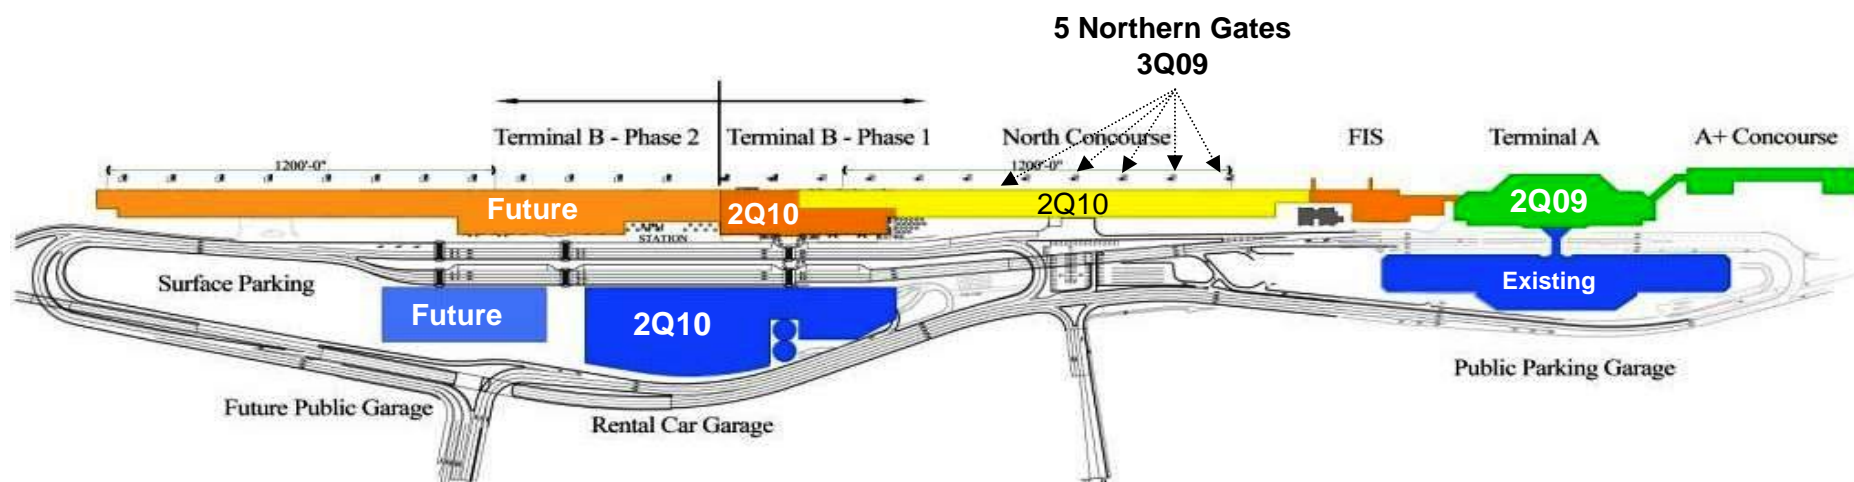 5 Northern Gates
3Q09
Terminal B - Phase 2
Terminal B - Phase 1
North Concourse
FIS
Terminal A
A+ Concourse
1200'-0"
1200'-0"
Future
2Q10
2Q10
2Q09
APM
STATION
Surface Parking
Future
2Q10
Existing
Public Parking Garage
Future Public Garage
Rental Car Garage